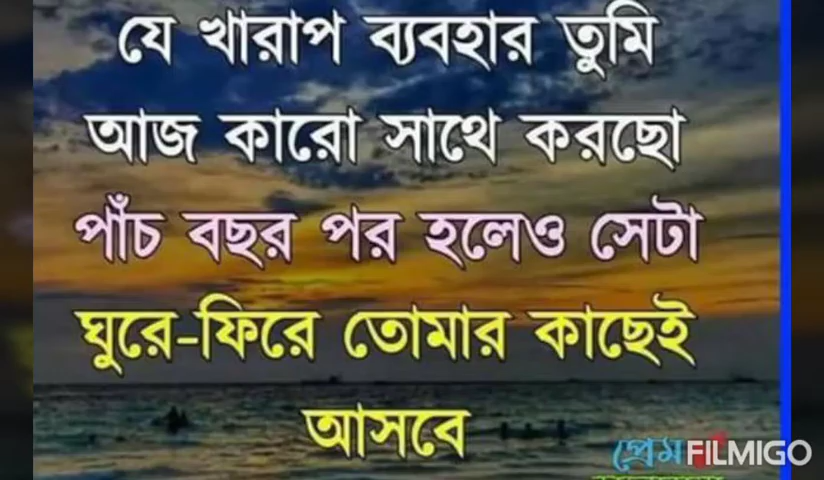 যে খারাপ ব্যবহার তুমি
আজ কারো সাথে করছো
পাঁচ বছর পর হলেও সেটা
ঘুরে-ফিরে তোমার কাছেই
আসবে
প্রেম
FILMIGO